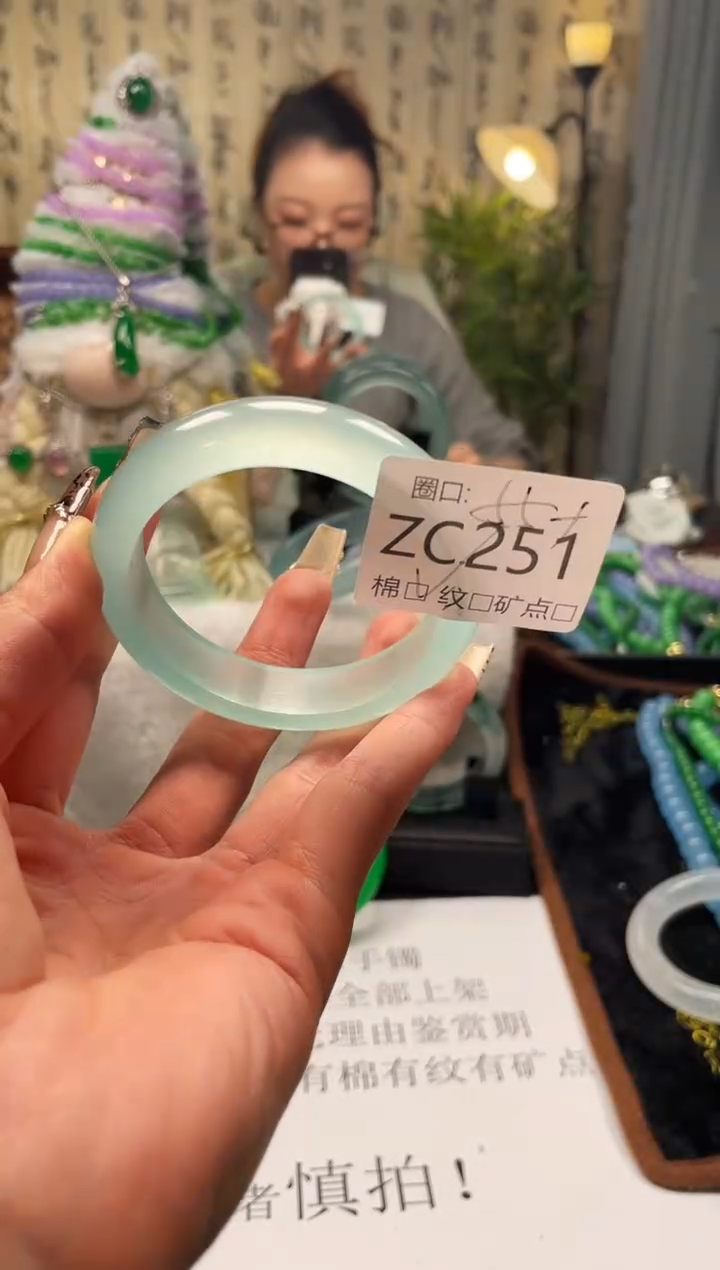 圈口:
ZC251
棉□ 纹□矿点□
手镯
全部上架
理由鉴赏期
有棉有纹有矿点
者慎拍!